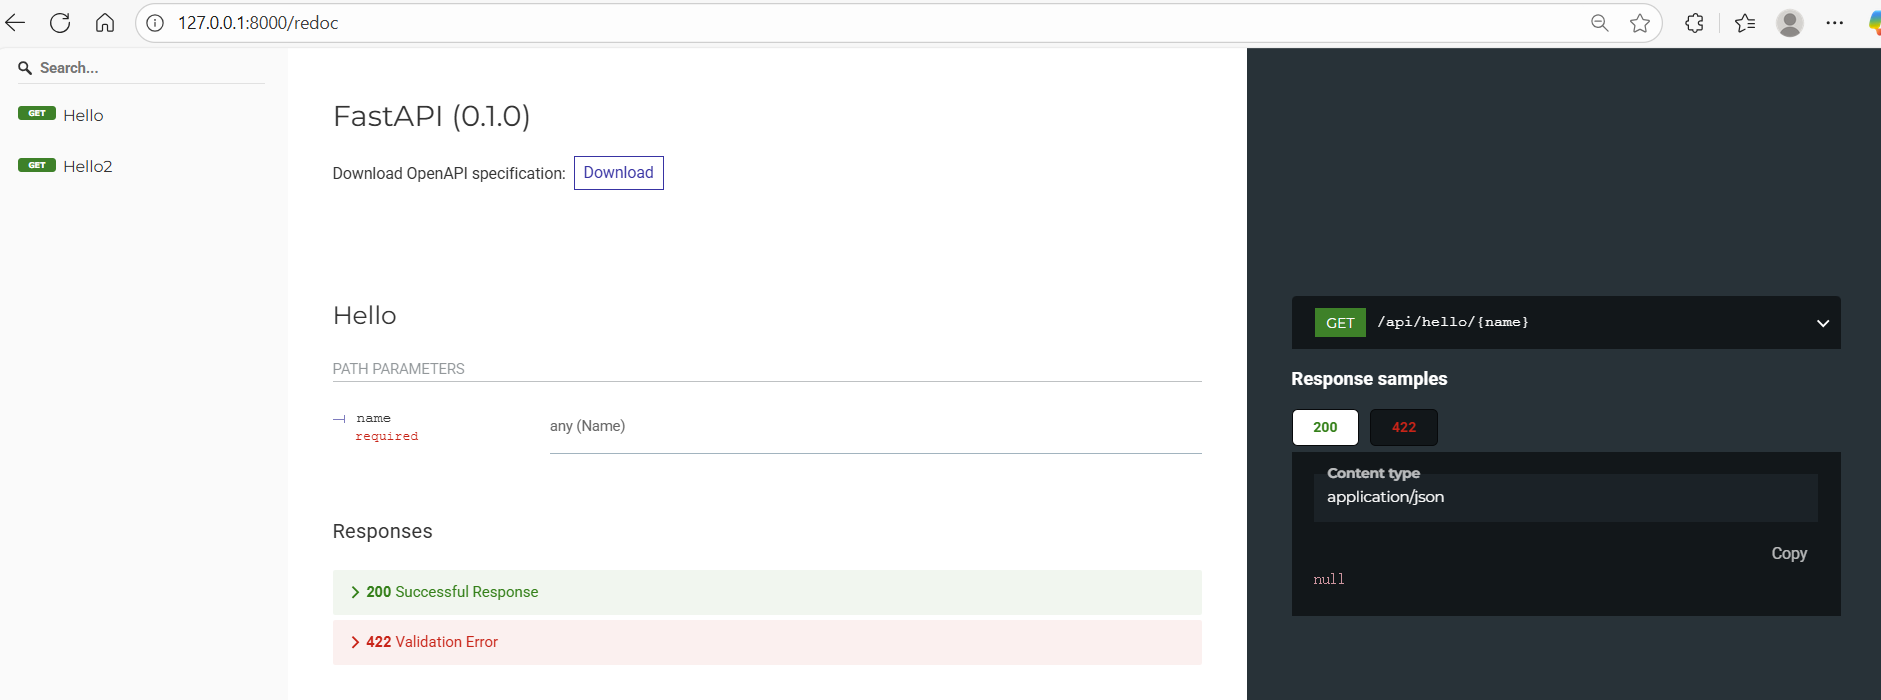 127.0.0.1:8000/redoc
Search...
GET Hello
GET Hello2
FastAPI (0.1.0)
Download OpenAPI specification: Download
Hello
PATH PARAMETERS
name
required
any (Name)
Responses
200 Successful Response
422 Validation Error
GET /api/hello/{name}
Response samples
200 422
Content type
application/json
Copy
null